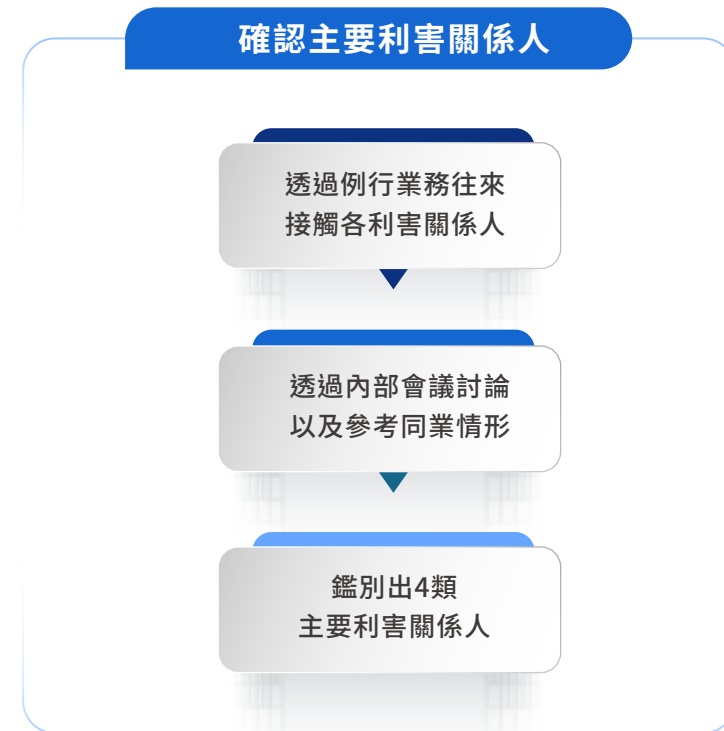 確認主要利害關係人
透過例行業務往來
接觸各利害關係人
透過內部會議討論
以及參考同業情形
鑑別出4類
主要利害關係人